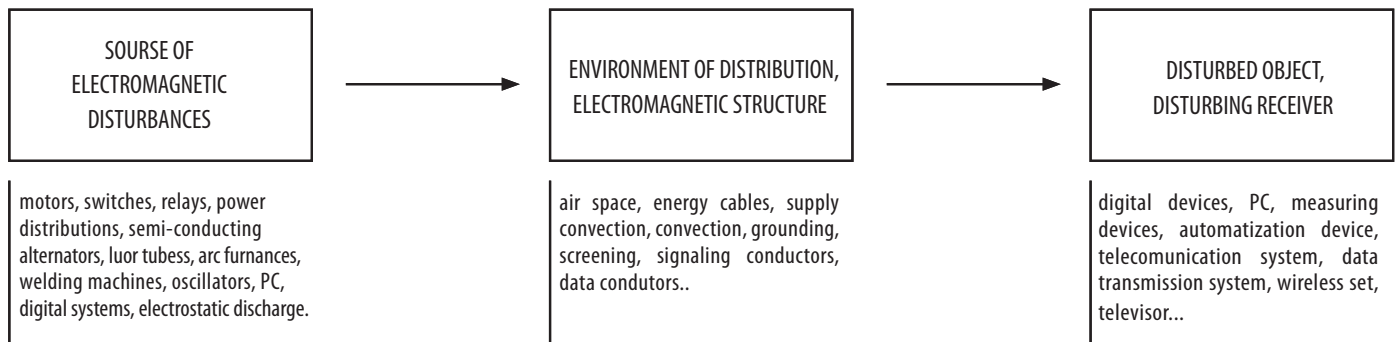 SOURSE OF
ELECTROMAGNETIC
DISTURBANCES
motors, switches, relays, power
distributions, semi-conducting
alternators, luor tubess, arc furnances,
welding machines, oscillators, PC,
digital systems, electrostatic discharge.
ENVIRONMENT OF DISTRIBUTION,
ELECTROMAGNETIC STRUCTURE
air space, energy cables, supply
convection, convection, grounding,
screening, signaling conductors,
data condutors..
DISTURBED OBJECT,
DISTURBING RECEIVER
digital devices, PC, measuring
devices, automatization device,
telecomunication system, data
transmission system, wireless set,
televisor...